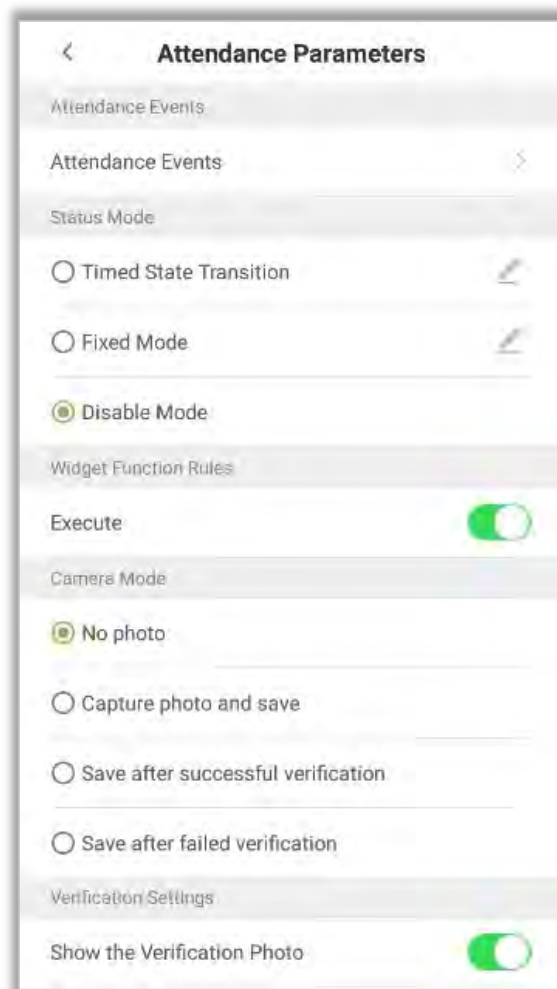 Attendance Parameters
Attendance Events
Attendance Events
Status Mode
Timed State Transition
Fixed Mode
Disable Mode
Widget Function Rules
Execute
Camera Mode
No photo
Capture photo and save
Save after successful verification
Save after failed verification
Verification Settings
Show the Verification Photo